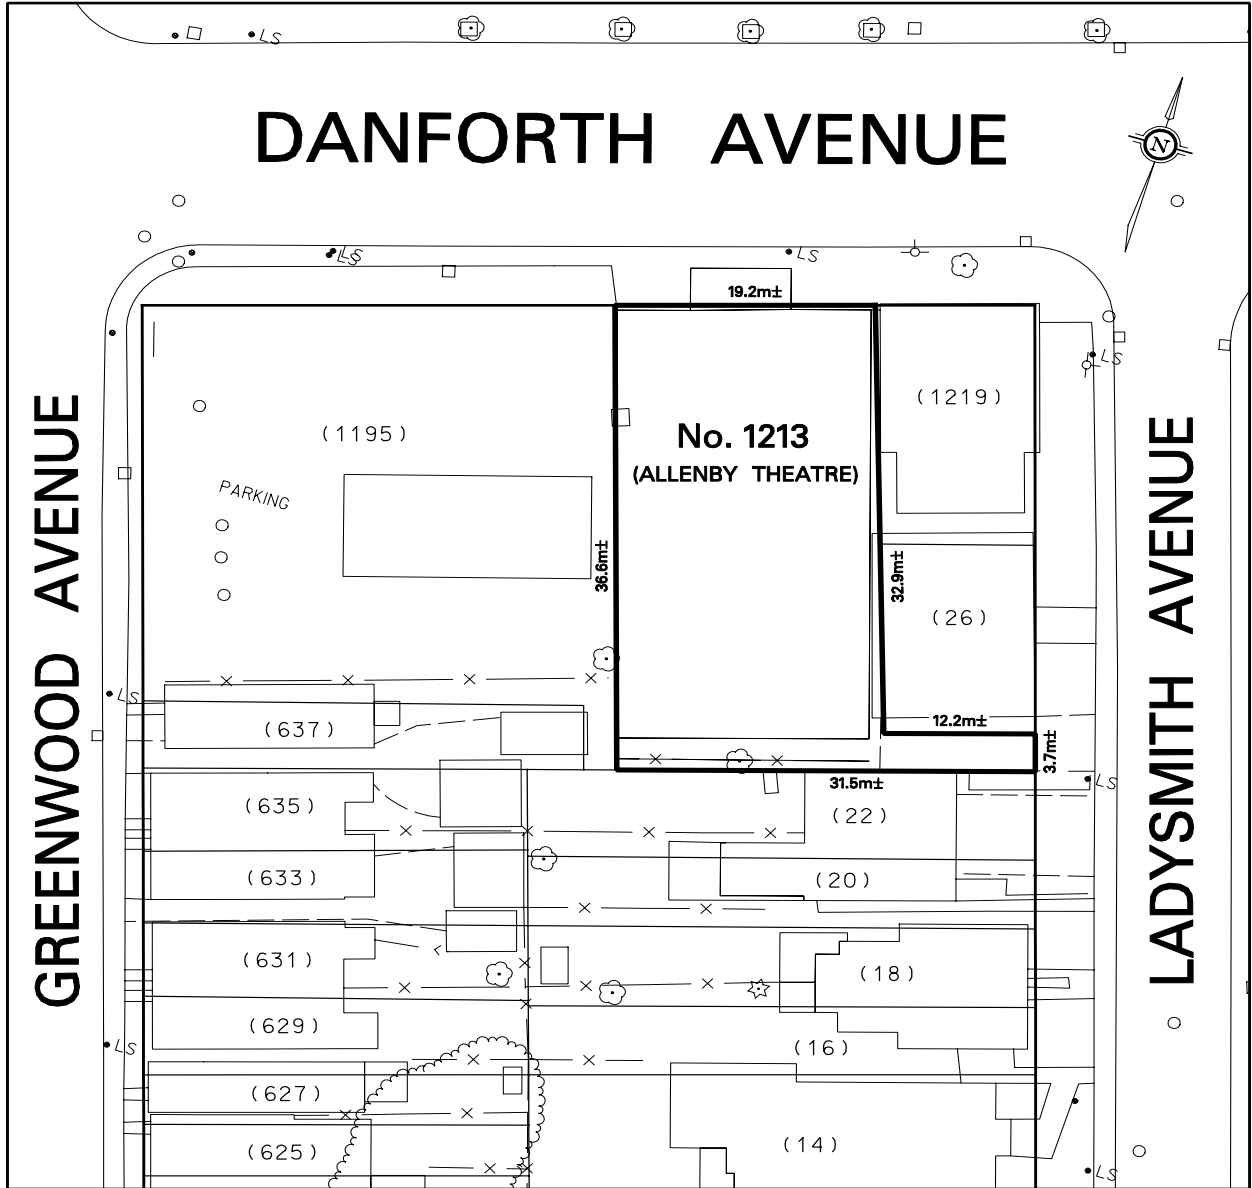 LS
DANFORTH AVENUE
N
LS
LS
LS
19.2m±
LS
(1219)
(1195)
No. 1213
(ALLENBY THEATRE)
PARKING
GREENWOOD AVENUE
LADYSMITH AVENUE
36.6m±
32.9m±
(26)
LS
(637)
12.2m±
3.7m±
31.5m±
LS
(635)
(22)
(633)
(20)
(631)
(18)
(629)
LS
(16)
(627)
(625)
(14)
LS